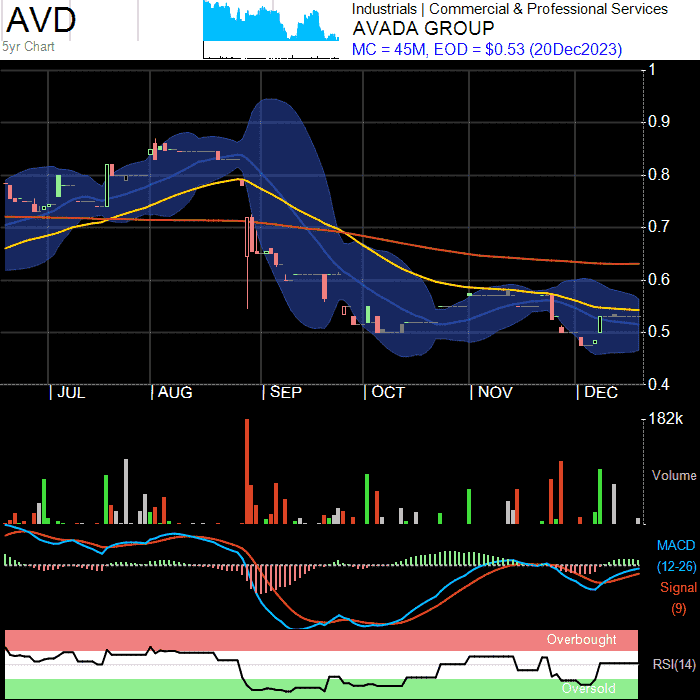 AVD
5yr Chart
Industrials | Commercial & Professional Services
AVADA GROUP
MC = 45M, EOD = $0.53 (20Dec2023)
1
0.9
0.8
0.7
0.6
0.5
0.4
| JUL | AUG | SEP | OCT | NOV | DEC
182k
Volume
MACD
(12-26)
Signal
(9)
Overbought
RSI(14)
Oversold